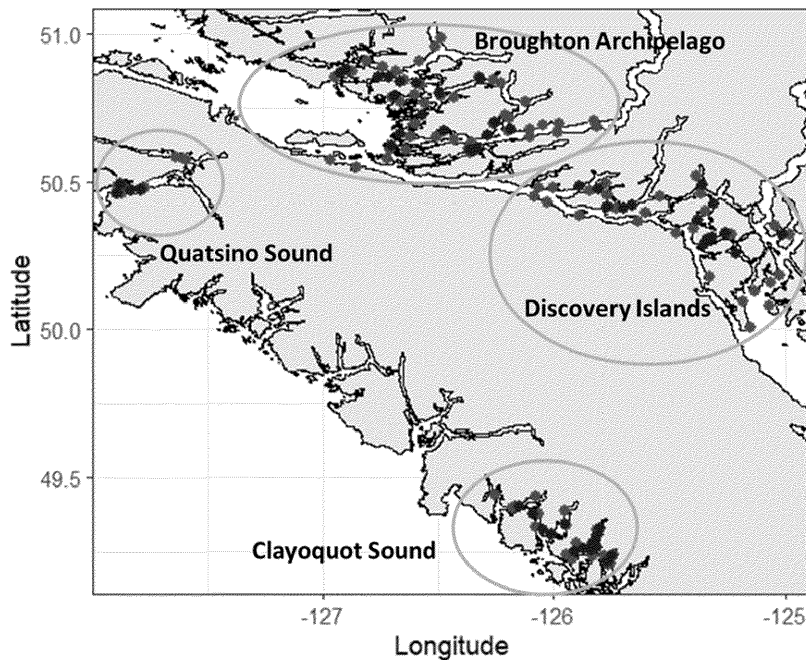 51.0
Broughton Archipelago
50.5
Quatsino Sound
Discovery Islands
50.0
Latitude
49.5
Clayoquot Sound
-127
-126
-125
Longitude